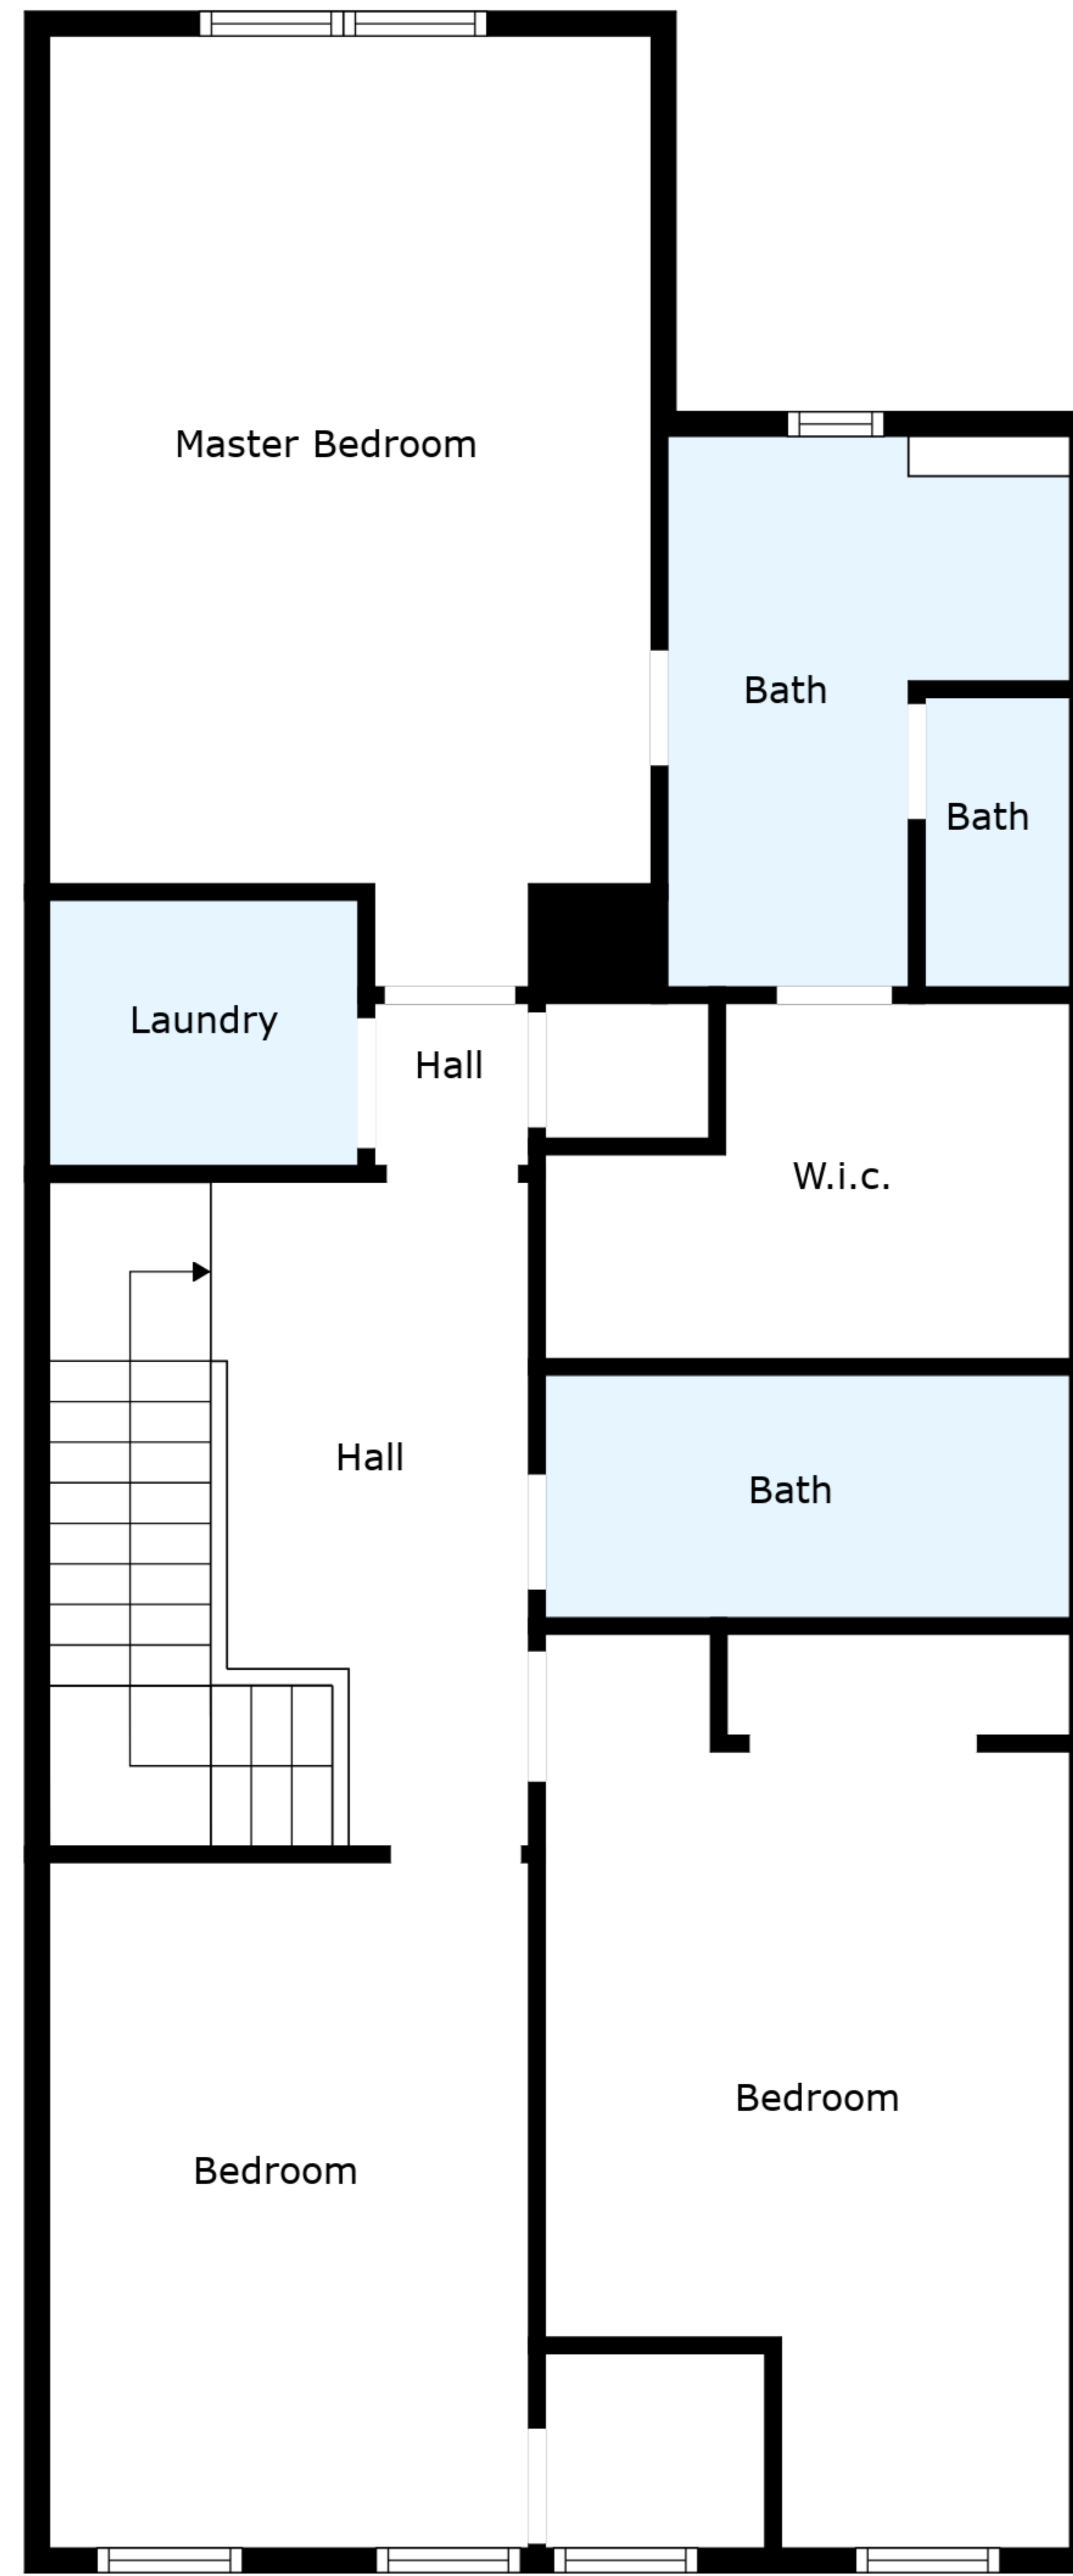 Master Bedroom
Bath
Bath
Laundry
Hall
W.i.c.
Hall
Bath
Bedroom
Bedroom